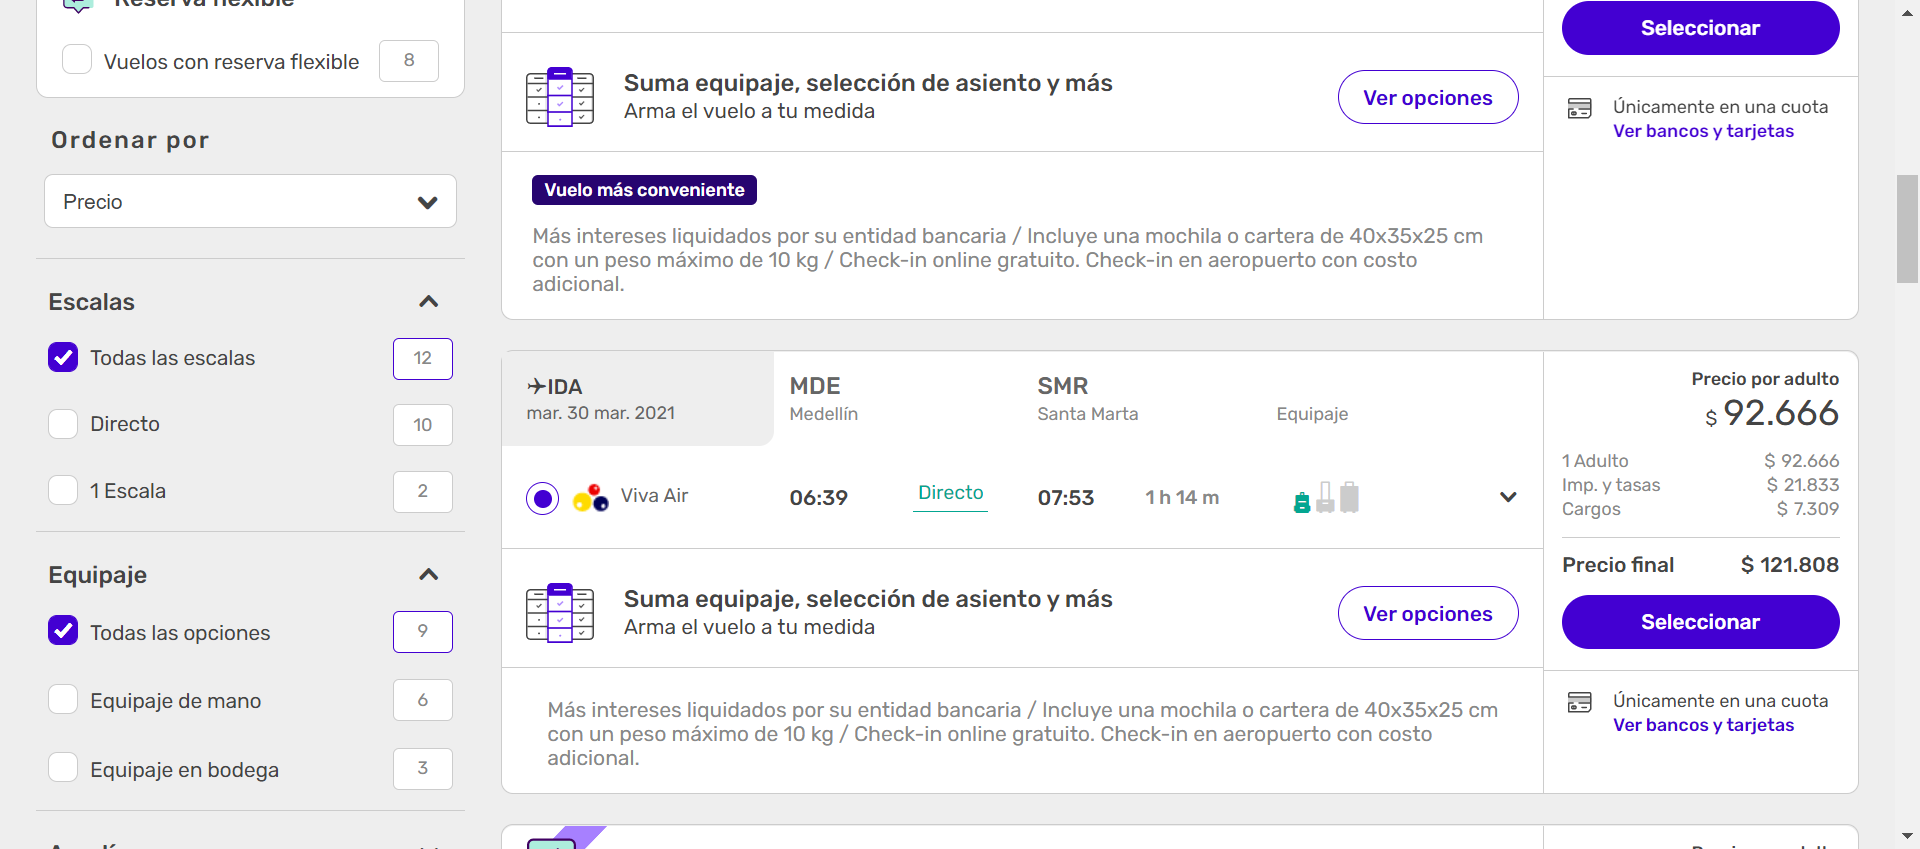 Reserva flexible
Vuelos con reserva flexible
8
Ordenar por
Precio
Escalas
Todas las escalas
12
Directo
10
1 Escala
2
Equipaje
Todas las opciones
9
Equipaje de mano
6
Equipaje en bodega
3
Suma equipaje, selección de asiento y más
Arma el vuelo a tu medida
Ver opciones
Vuelo más conveniente
Más intereses liquidados por su entidad bancaria / Incluye una mochila o cartera de 40x35x25 cm
con un peso máximo de 10 kg / Check-in online gratuito. Check-in en aeropuerto con costo
adicional.
Seleccionar
Únicamente en una cuota
Ver bancos y tarjetas
IDA
mar. 30 mar. 2021
MDE
Medellín
SMR
Santa Marta
Equipaje
Viva Air
06:39
Directo
07:53
1 h 14 m
Suma equipaje, selección de asiento y más
Arma el vuelo a tu medida
Ver opciones
Más intereses liquidados por su entidad bancaria / Incluye una mochila o cartera de 40x35x25 cm
con un peso máximo de 10 kg / Check-in online gratuito. Check-in en aeropuerto con costo
adicional.
Precio por adulto
$ 92.666
1 Adulto $ 92.666
Imp. y tasas $ 21.833
Cargos $ 7.309
Precio final $ 121.808
Seleccionar
Únicamente en una cuota
Ver bancos y tarjetas